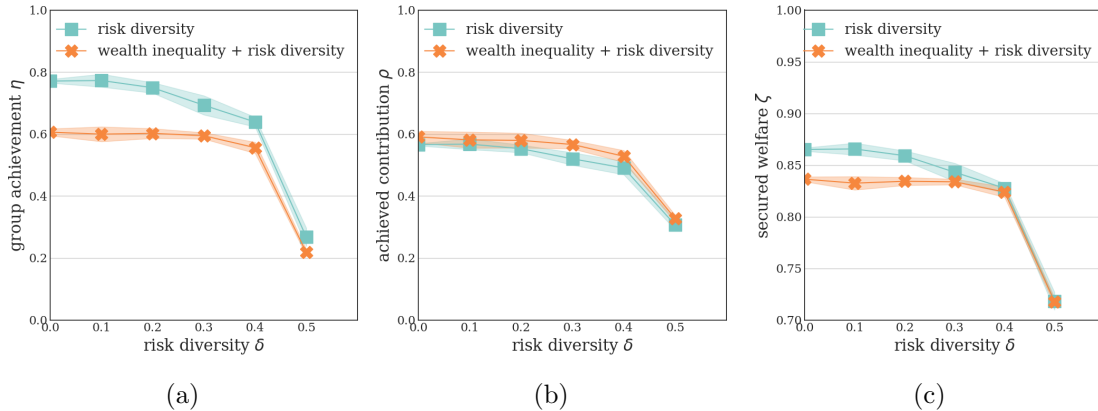 1.0
0.8
0.6
0.4
0.2
0.0
group achievement η
risk diversity
wealth inequality + risk diversity
0.0 0.1 0.2 0.3 0.4 0.5
risk diversity δ
(a)
1.0
0.8
0.6
0.4
0.2
0.0
achieved contribution ρ
risk diversity
wealth inequality + risk diversity
0.0 0.1 0.2 0.3 0.4 0.5
risk diversity δ
(b)
1.00
0.95
0.90
0.85
0.80
0.75
0.70
secured welfare ζ
risk diversity
wealth inequality + risk diversity
0.0 0.1 0.2 0.3 0.4 0.5
risk diversity δ
(c)